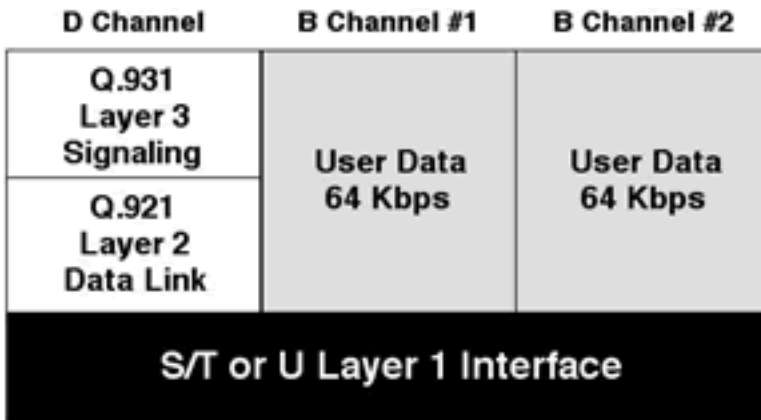 D Channel
B Channel #1
B Channel #2
Q.931
Layer 3
Signaling
Q.921
Layer 2
Data Link
User Data
64 Kbps
User Data
64 Kbps
S/T or U Layer 1 Interface